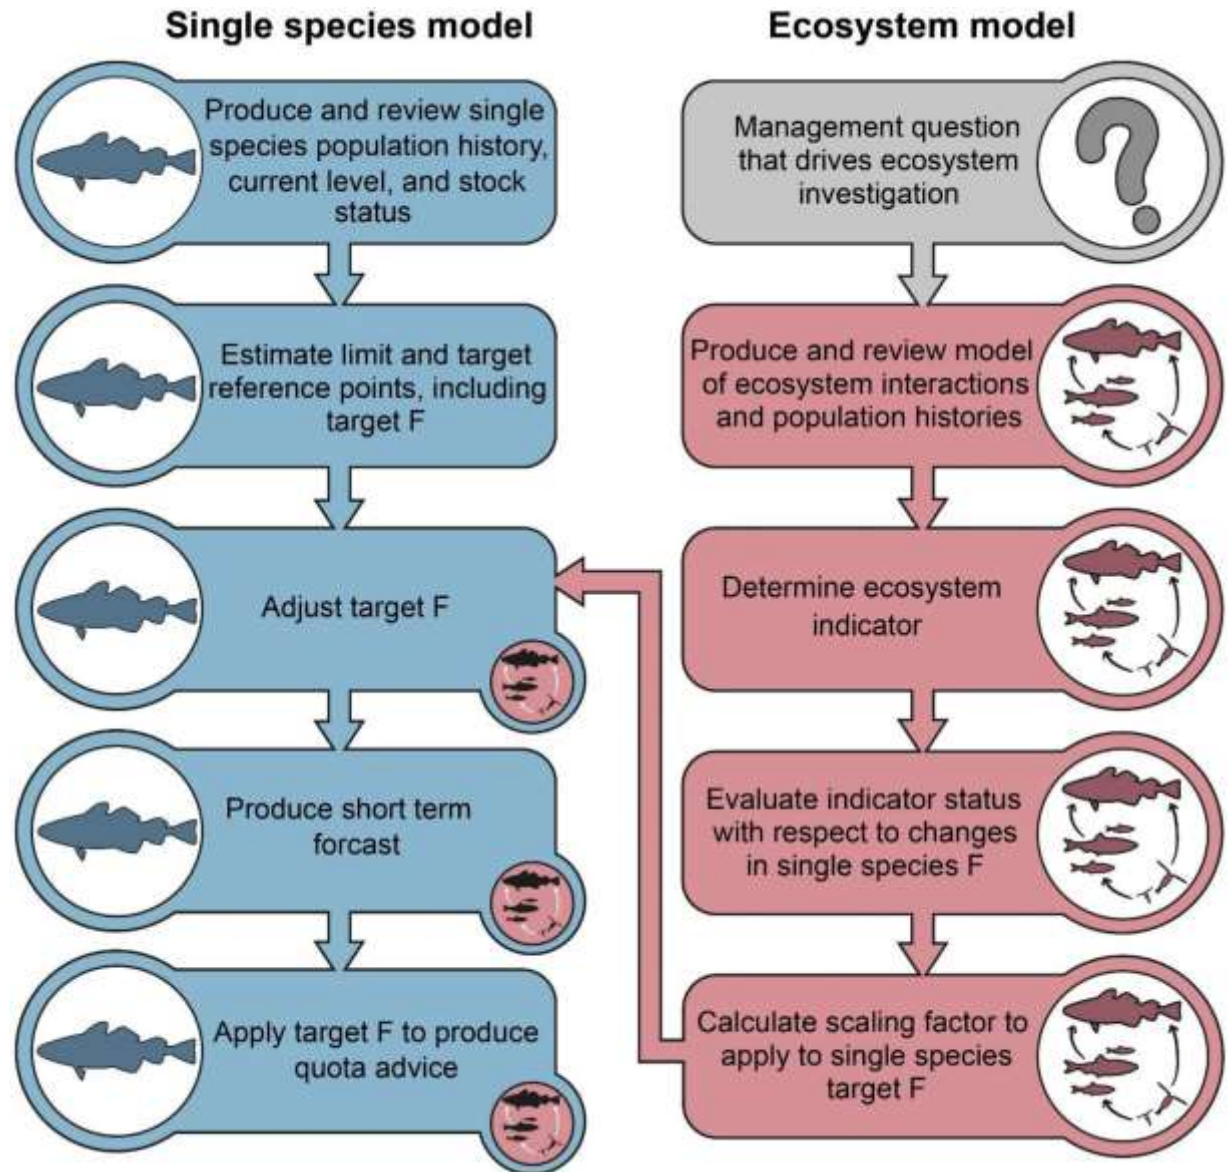 Single species model
Produce and review single
species population history,
current level, and stock
status
Estimate limit and target
reference points, including
target F
Adjust target F
Produce short term
forcast
Apply target F to produce
quota advice
Ecosystem model
Management question
that drives ecosystem
investigation
Produce and review model
of ecosystem interactions
and population histories
Determine ecosystem
indicator
Evaluate indicator status
with respect to changes
in single species F
Calculate scaling factor to
apply to single species
target F